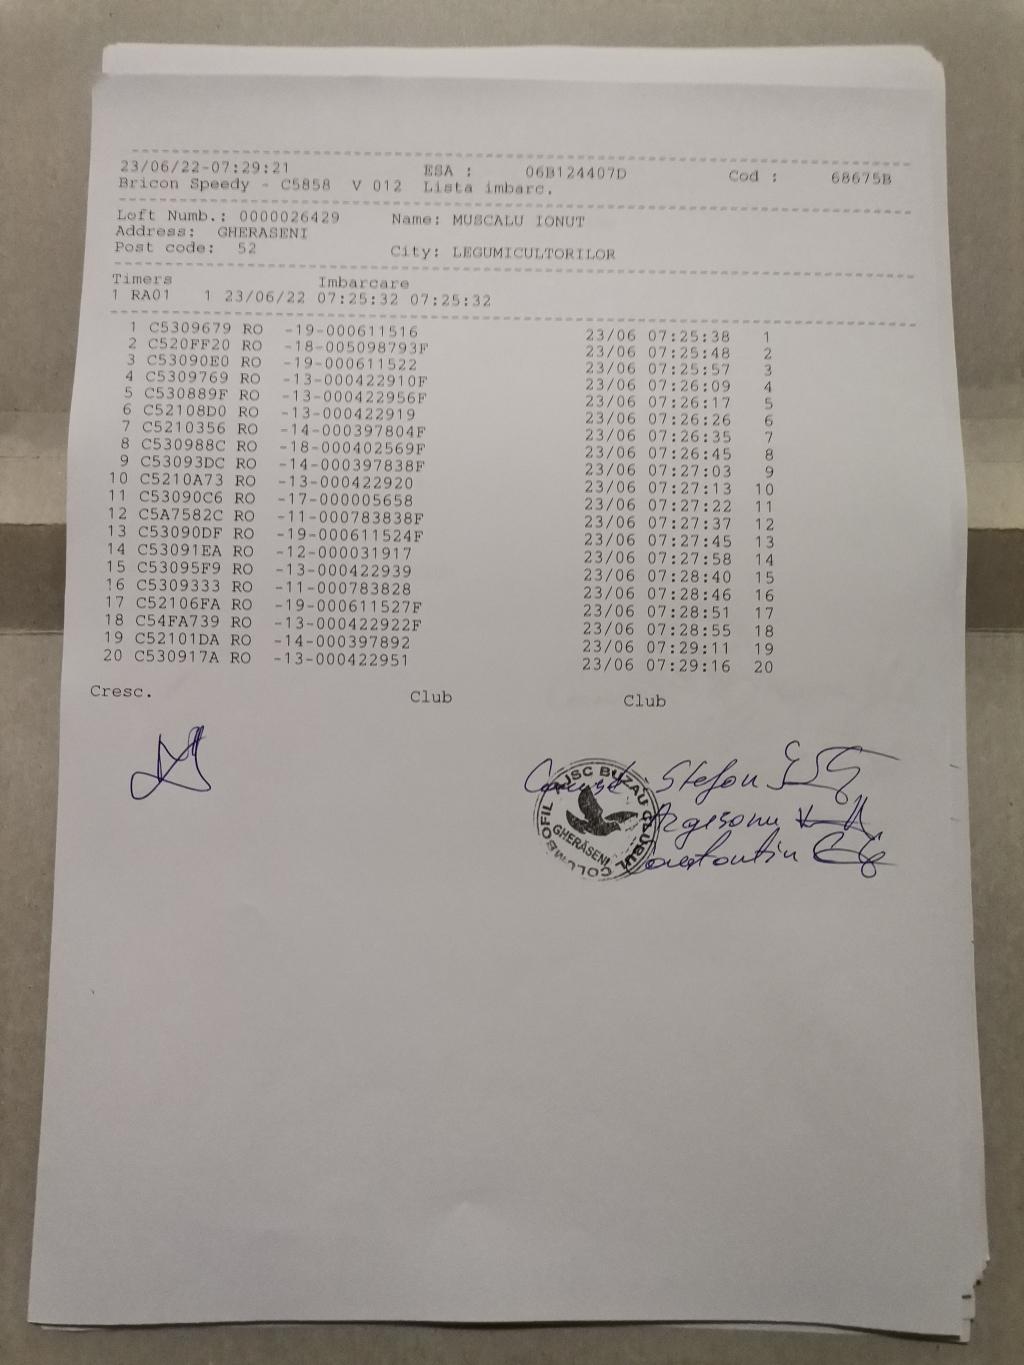 23/06/22-07:29:21 ESA : 06B124407D Cod : 68675B
Bricon Speedy - C5858 V 012 Lista imbarc.
Loft Numb.: 0000026429 Name: MUSCALU IONUT
Address: GHERASENI
Post code: 52 City: LEGUMICULTORILOR
Timers Imbarcare
1 RA01 1 23/06/22 07:25:32 07:25:32
1 C5309679 RO -19-000611516 23/06 07:25:38 1
2 C520FF20 RO -18-005098793F 23/06 07:25:48 2
3 C53090E0 RO -19-000611522 23/06 07:25:57 3
4 C5309769 RO -13-000422910F 23/06 07:26:09 4
5 C530889F RO -13-000422956F 23/06 07:26:17 5
6 C52108D0 RO -13-000422919 23/06 07:26:26 6
7 C5210356 RO -14-000397804F 23/06 07:26:35 7
8 C530988C RO -18-000402569F 23/06 07:26:45 8
9 C53093DC RO -14-000397838F 23/06 07:27:03 9
10 C5210A73 RO -13-000422920 23/06 07:27:13 10
11 C53090C6 RO -17-000005658 23/06 07:27:22 11
12 C5A7582C RO -11-000783838F 23/06 07:27:37 12
13 C53090DF RO -19-000611524F 23/06 07:27:45 13
14 C53091EA RO -12-000031917 23/06 07:27:58 14
15 C53095F9 RO -13-000422939 23/06 07:28:40 15
16 C5309333 RO -11-000783828 23/06 07:28:46 16
17 C52106FA RO -19-000611527F 23/06 07:28:51 17
18 C54FA739 RO -13-000422922F 23/06 07:28:55 18
19 C52101DA RO -14-000397892 23/06 07:29:11 19
20 C530917A RO -13-000422951 23/06 07:29:16 20
Cresc. Club Club
Stefan
AJSC BUZAU CLUBUL COLUMBOFIL
GHERĂSENI
Constantin